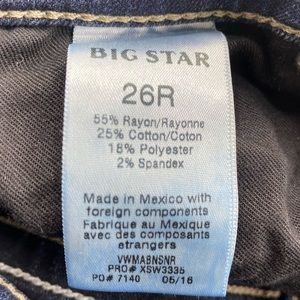 BIG STAR
26R
55% Rayon/Rayonne
25% Cotton/Coton
18% Polyester
2% Spandex
Made in Mexico with
foreign components
Fabrique au Mexique
avec des composants
etrangers
VWMABNSNR
PRO# XSW3335
PO# 7140 05/16